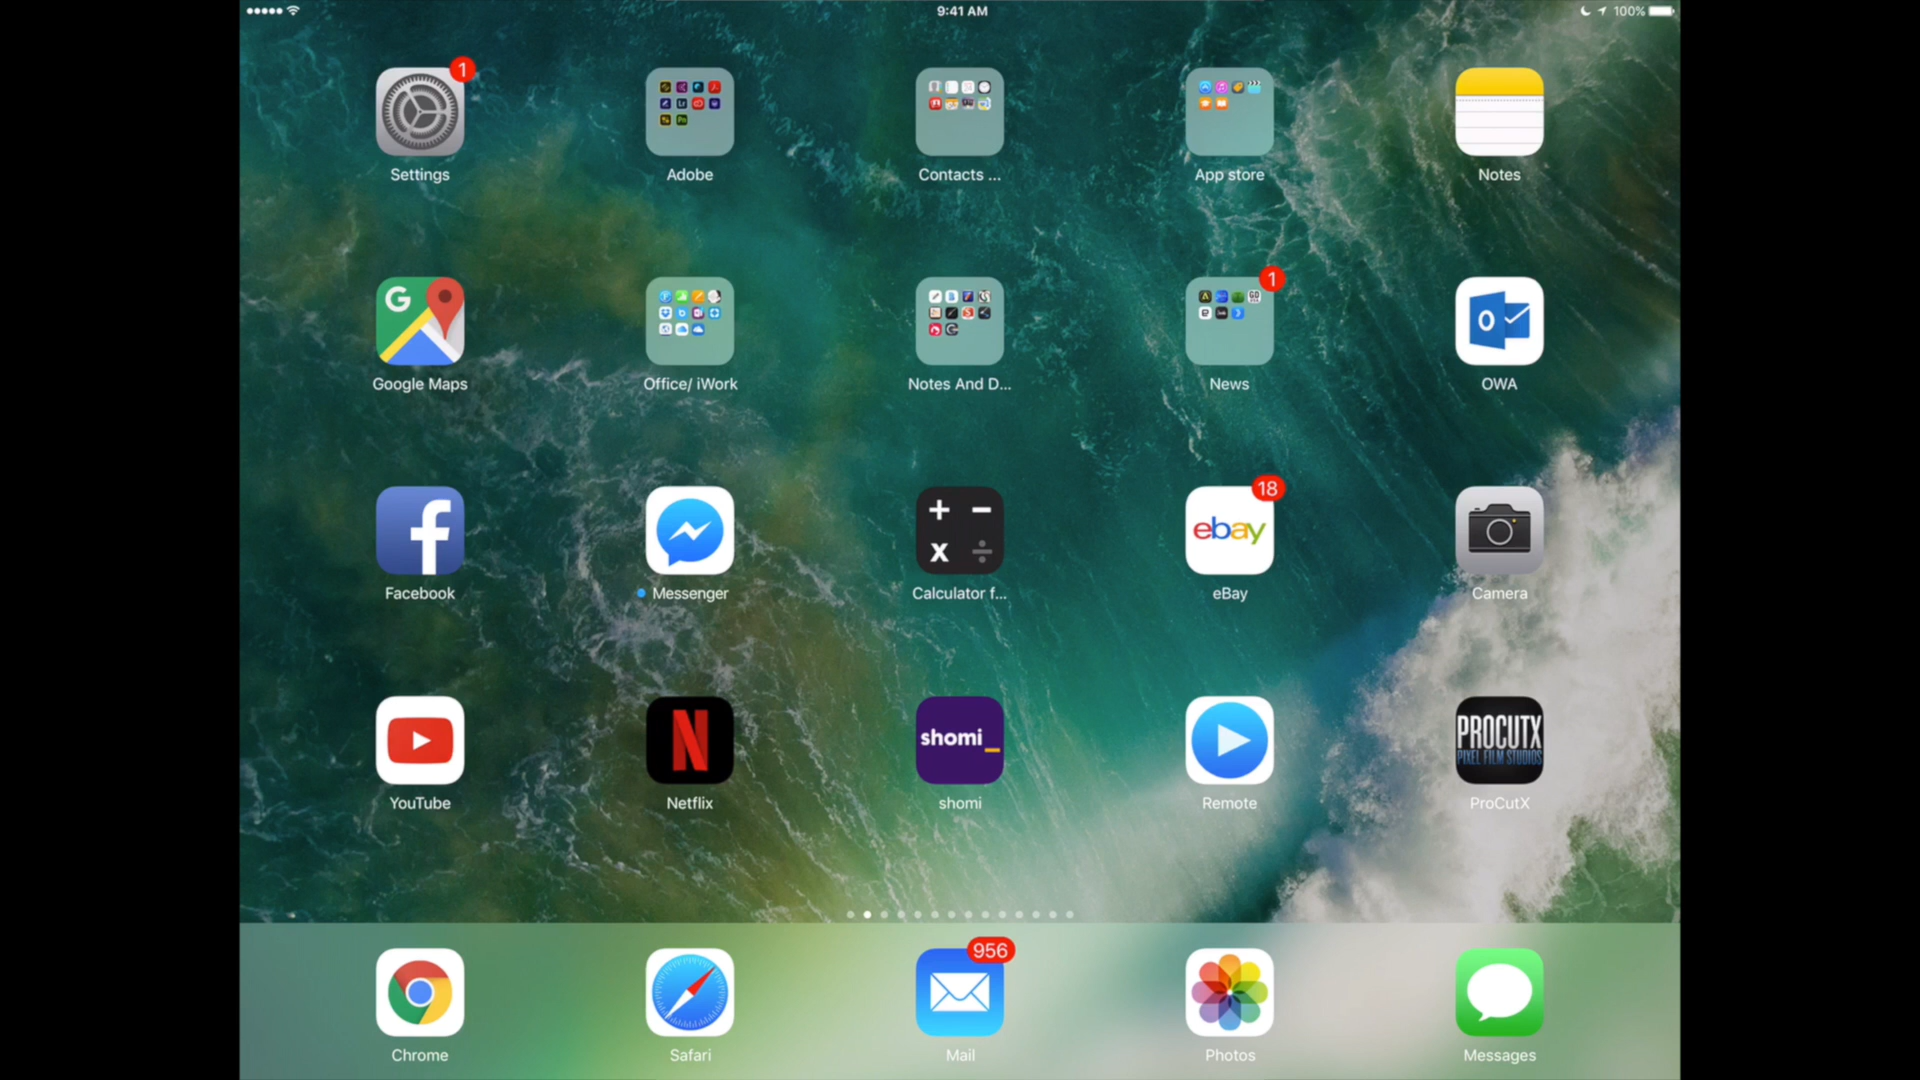 9:41 AM
100%
1
Settings
Adobe
Contacts ...
App store
Notes
G
1
Google Maps
Office/ iWork
Notes And D...
News
OWA
18
ebay
Facebook
Messenger
Calculator f...
eBay
Camera
shomi_
PROCUTX
PIXEL FILM STUDIOS
YouTube
Netflix
shomi
Remote
ProCutX
956
Chrome
Safari
Mail
Photos
Messages